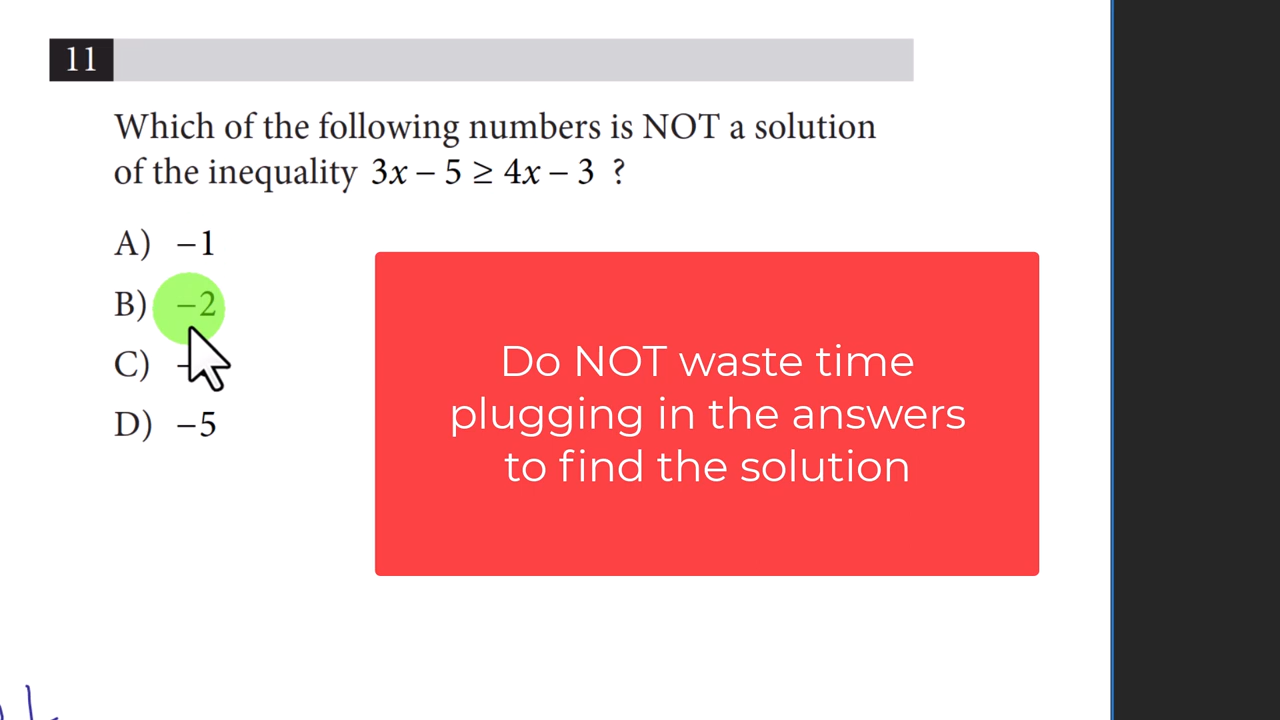 11
Which of the following numbers is NOT a solution
of the inequality 3x − 5 ≥ 4x − 3 ?
A) −1
B) −2
C) −
D) −5
Do NOT waste time
plugging in the answers
to find the solution